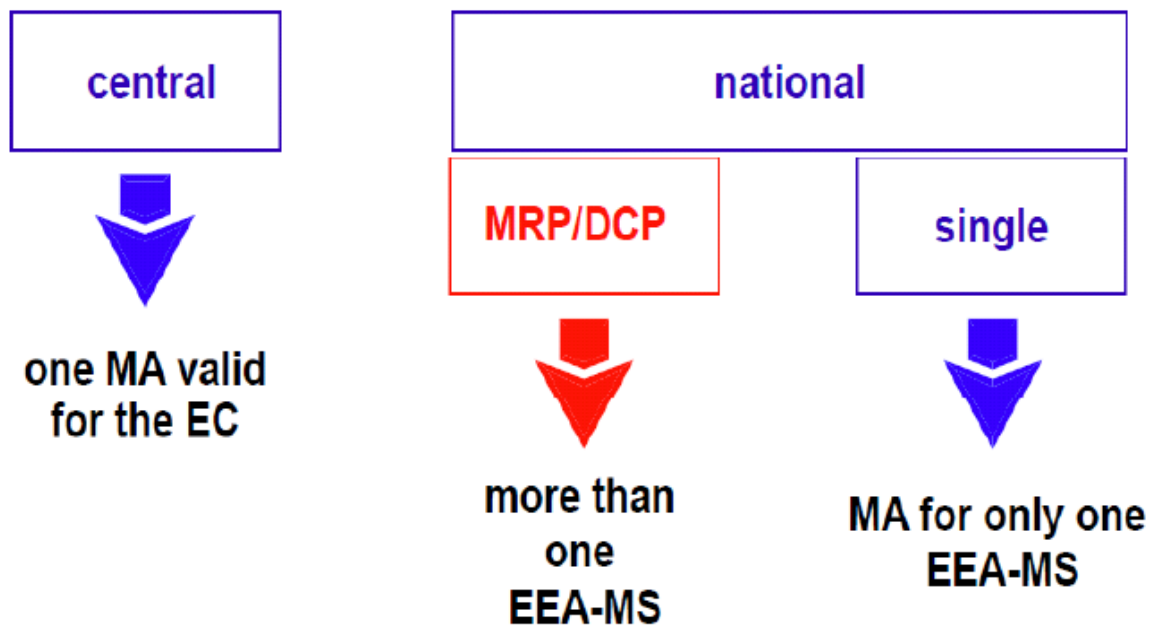 central
national
MRP/DCP
single
one MA valid
for the EC
more than
one
EEA-MS
MA for only one
EEA-MS